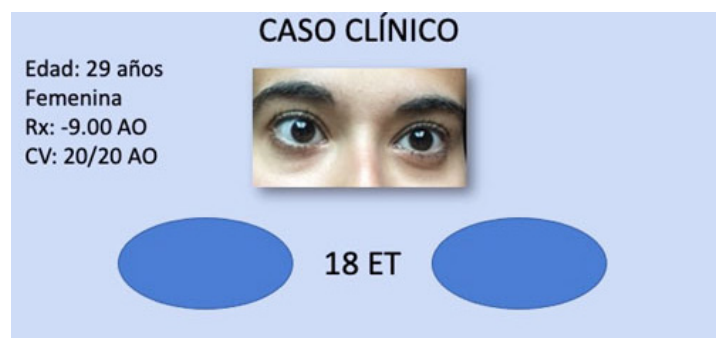 CASO CLÍNICO
Edad: 29 años
Femenina
Rx: -9.00 AO
CV: 20/20 AO
18 ET